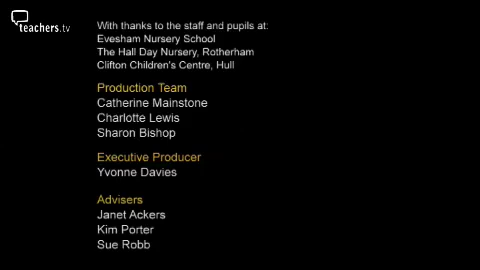 teachers.tv
With thanks to the staff and pupils at:
Evesham Nursery School
The Hall Day Nursery, Rotherham
Clifton Children's Centre, Hull
Production Team
Catherine Mainstone
Charlotte Lewis
Sharon Bishop
Executive Producer
Yvonne Davies
Advisers
Janet Ackers
Kim Porter
Sue Robb